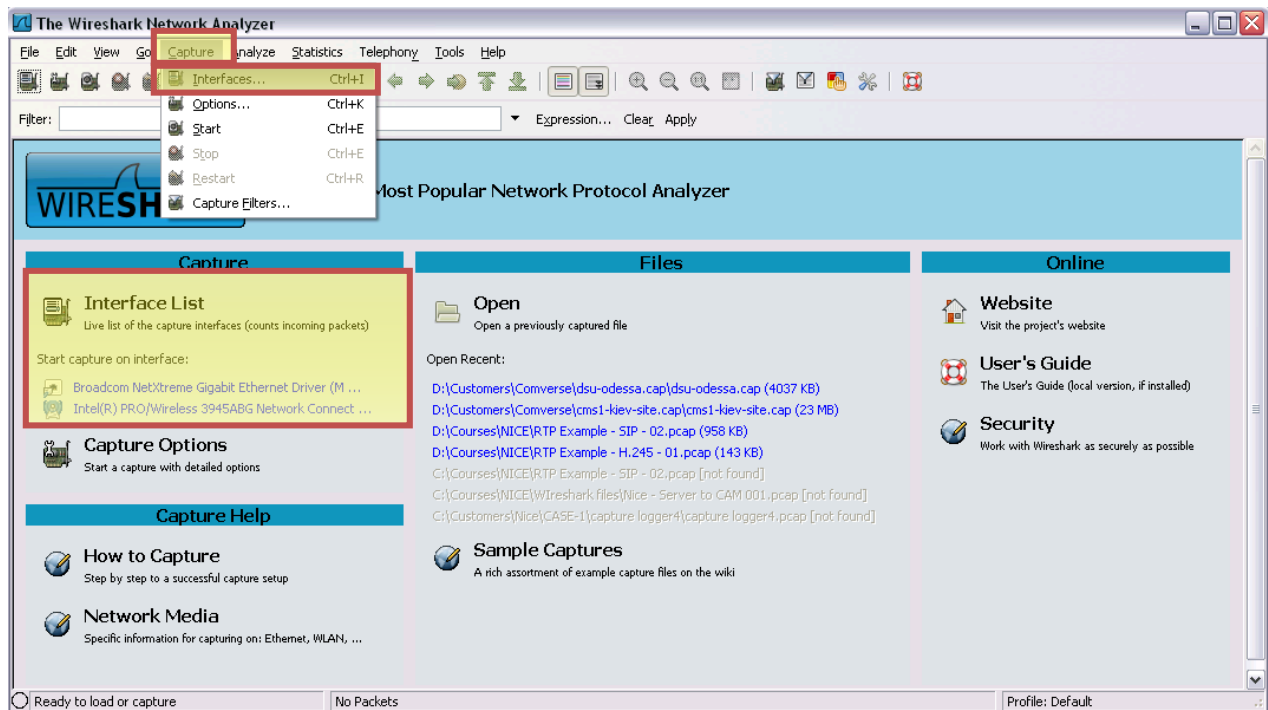 The Wireshark Network Analyzer
File Edit View Go Capture Analyze Statistics Telephony Tools Help
Interfaces... Ctrl+I
Options... Ctrl+K
Filter: Expression... Clear Apply
Start Ctrl+E
Stop Ctrl+E
Restart Ctrl+R
Capture Filters...
WIRESH Most Popular Network Protocol Analyzer
Capture
Interface List
Live list of the capture interfaces (counts incoming packets)
Start capture on interface:
Broadcom NetXtreme Gigabit Ethernet Driver (M ...
Intel(R) PRO/Wireless 3945ABG Network Connect ...
Capture Options
Start a capture with detailed options
Capture Help
How to Capture
Step by step to a successful capture setup
Network Media
Specific information for capturing on: Ethernet, WLAN, ...
Files
Open
Open a previously captured file
Open Recent:
D:\Customers\Comverse\dsu-odessa.cap\dsu-odessa.cap (4037 KB)
D:\Customers\Comverse\cms1-kiev-site.cap\cms1-kiev-site.cap (23 MB)
D:\Courses\NICE\RTP Example - SIP - 02.pcap (958 KB)
D:\Courses\NICE\RTP Example - H.245 - 01.pcap (143 KB)
C:\Courses\NICE\RTP Example - SIP - 02.pcap [not found]
C:\Courses\NICE\WIreshark files\Nice - Server to CAM 001.pcap [not found]
C:\Customers\Nice\CASE-1\capture logger4\capture logger4.pcap [not found]
Sample Captures
A rich assortment of example capture files on the wiki
Online
Website
Visit the project's website
User's Guide
The User's Guide (local version, if installed)
Security
Work with Wireshark as securely as possible
Ready to load or capture No Packets Profile: Default